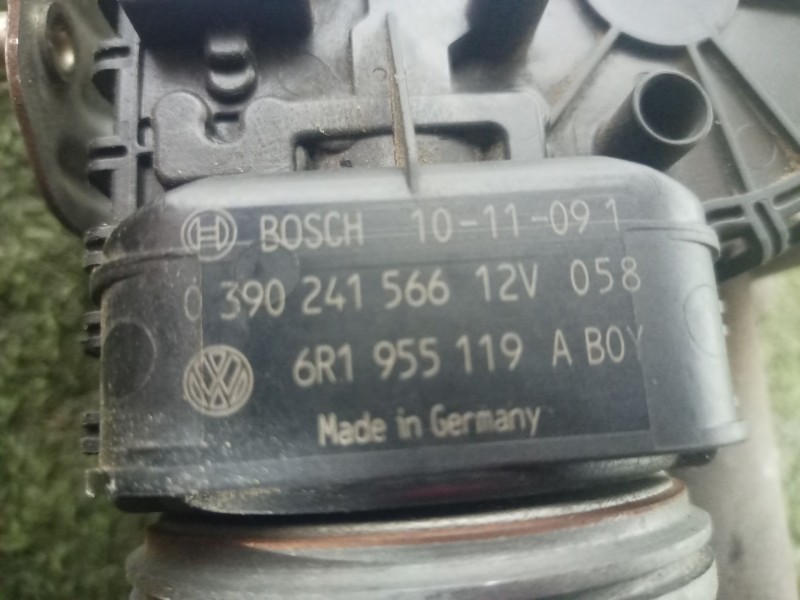 BOSCH 10-11-09 1
0 390 241 566 12V 058
6R1 955 119 A BOY
Made in Germany